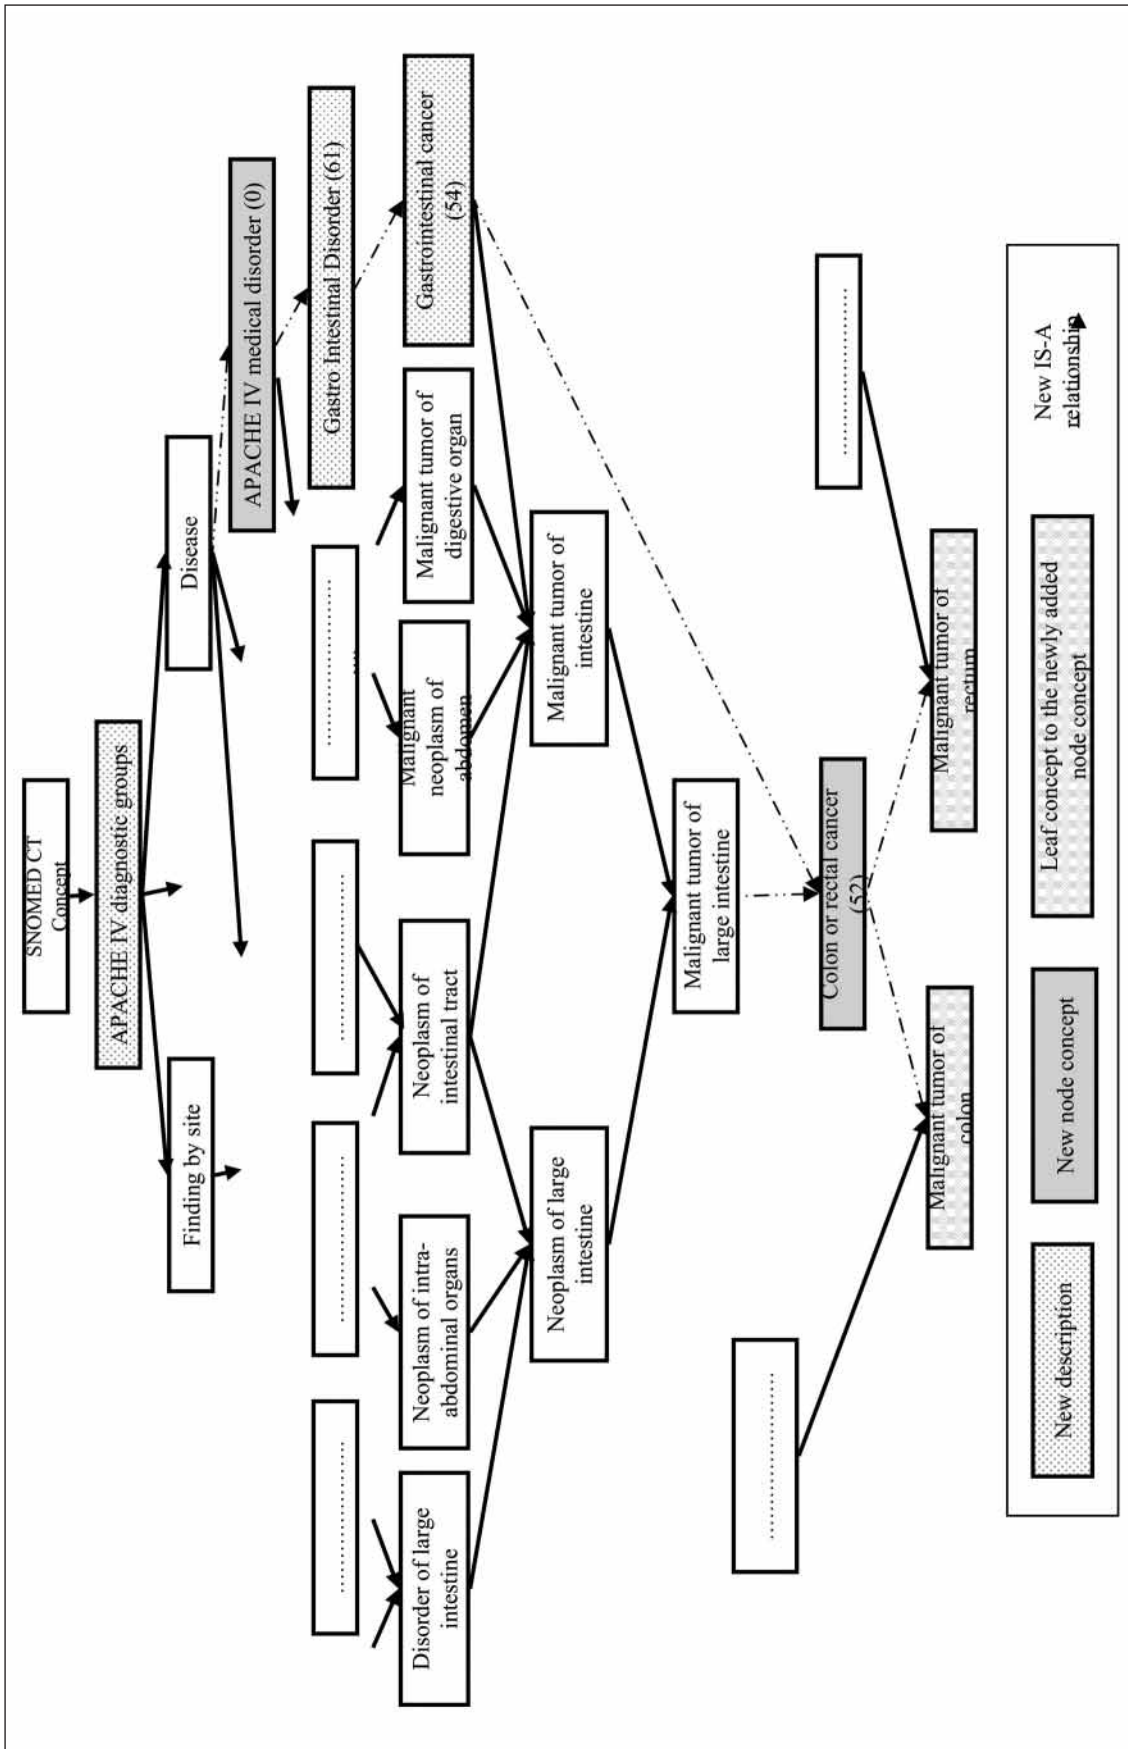 SNOMED CT
Concept
APACHE IV diagnostic groups
Finding by site
Disease
APACHE IV medical disorder (0)
Gastro Intestinal Disorder (61)
Disorder of large
intestine
Neoplasm of intra-
abdominal organs
Neoplasm of
intestinal tract
Malignant
neoplasm of
abdomen
Malignant tumor of
digestive organ
Gastrointestinal cancer
(54)
Neoplasm of large
intestine
Malignant tumor of
intestine
Malignant tumor of
large intestine
Colon or rectal cancer
(52)
Malignant tumor of
colon
Malignant tumor of
rectum
New description
New node concept
Leaf concept to the newly added
node concept
New IS-A
relationship